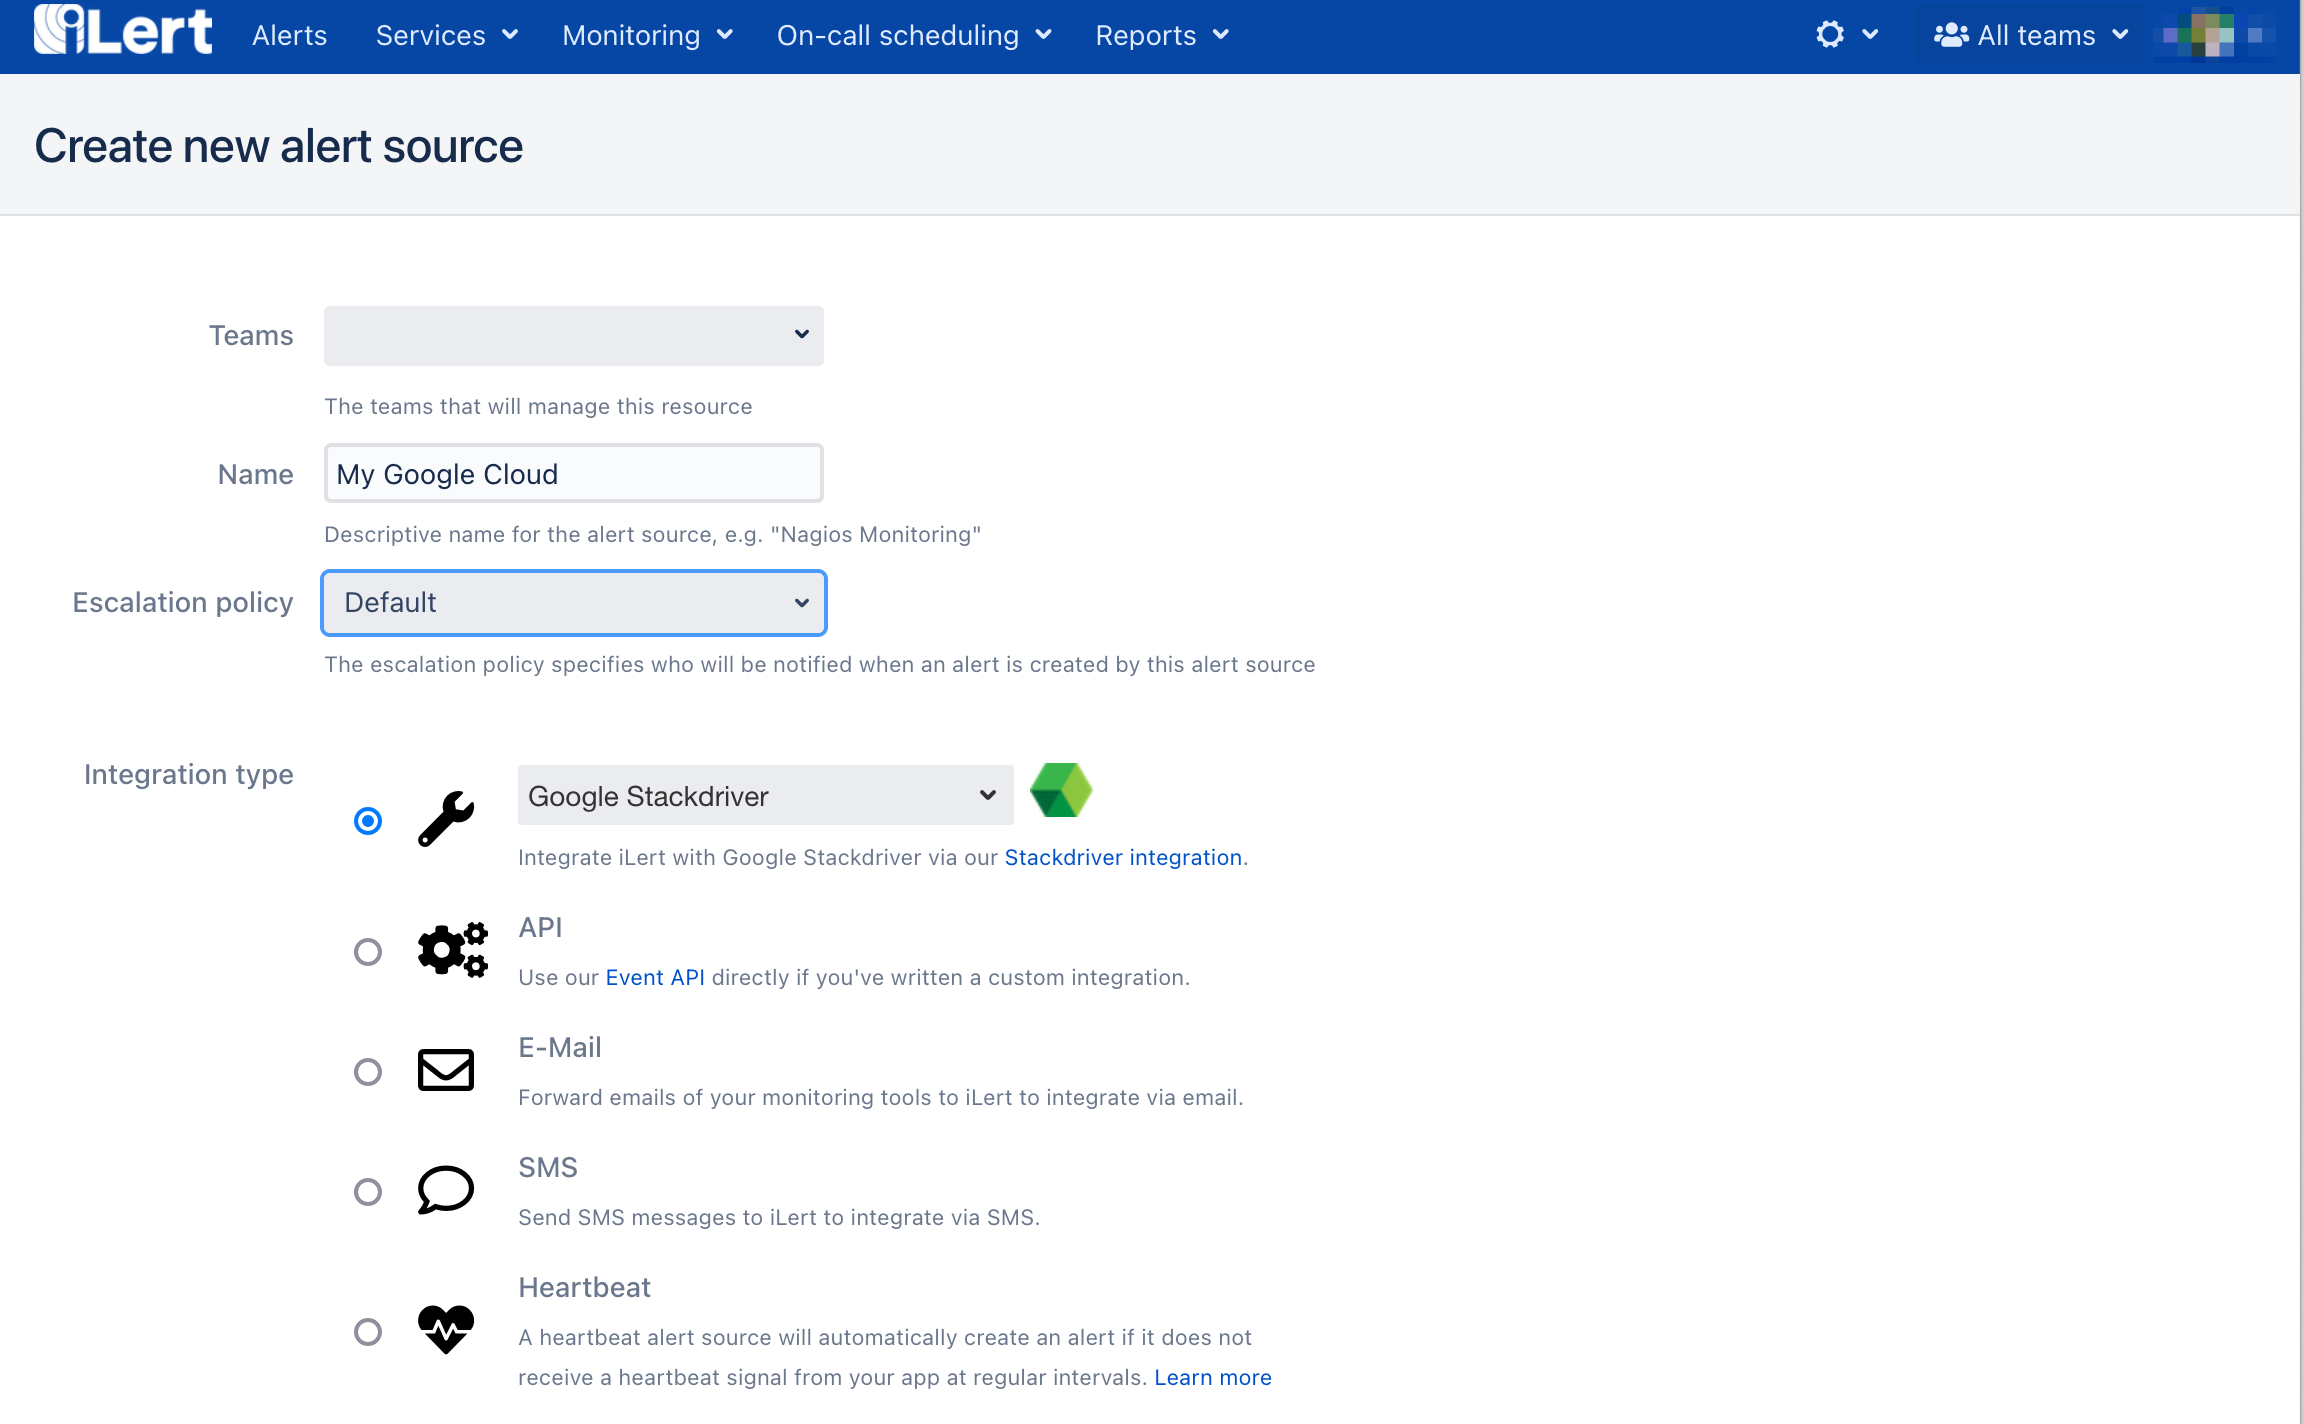 iLert Alerts Services Monitoring On-call scheduling Reports All teams
Create new alert source
Teams
The teams that will manage this resource
Name My Google Cloud
Descriptive name for the alert source, e.g. "Nagios Monitoring"
Escalation policy Default
The escalation policy specifies who will be notified when an alert is created by this alert source
Integration type
Google Stackdriver
Integrate iLert with Google Stackdriver via our Stackdriver integration.
API
Use our Event API directly if you've written a custom integration.
E-Mail
Forward emails of your monitoring tools to iLert to integrate via email.
SMS
Send SMS messages to iLert to integrate via SMS.
Heartbeat
A heartbeat alert source will automatically create an alert if it does not
receive a heartbeat signal from your app at regular intervals. Learn more